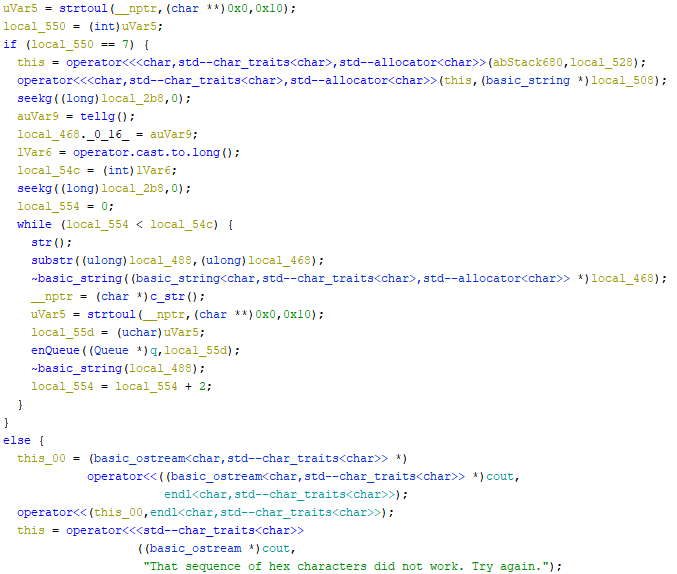 uVar5 = strtoul(__nptr,(char **)0x0,0x10);
local_550 = (int)uVar5;
if (local_550 == 7) {
  this = operator<<<char,std--char_traits<char>,std--allocator<char>>(abStack680,local_528);
  operator<<<char,std--char_traits<char>,std--allocator<char>>(this,(basic_string *)local_508);
  seekg((long)local_2b8,0);
  auVar9 = tellg();
  local_468._0_16_ = auVar9;
  lVar6 = operator.cast.to.long();
  local_54c = (int)lVar6;
  seekg((long)local_2b8,0);
  local_554 = 0;
  while (local_554 < local_54c) {
    str();
    substr((ulong)local_488,(ulong)local_468);
    ~basic_string((basic_string<char,std--char_traits<char>,std--allocator<char>> *)local_468);
    __nptr = (char *)c_str();
    uVar5 = strtoul(__nptr,(char **)0x0,0x10);
    local_55d = (uchar)uVar5;
    enQueue((Queue *)q,local_55d);
    ~basic_string(local_488);
    local_554 = local_554 + 2;
  }
}
else {
  this_00 = (basic_ostream<char,std--char_traits<char>> *)
            operator<<((basic_ostream<char,std--char_traits<char>> *)cout,
                       endl<char,std--char_traits<char>>);
  operator<<(this_00,endl<char,std--char_traits<char>>);
  this = operator<<<std--char_traits<char>>
                   ((basic_ostream *)cout,
                    "That sequence of hex characters did not work. Try again.");